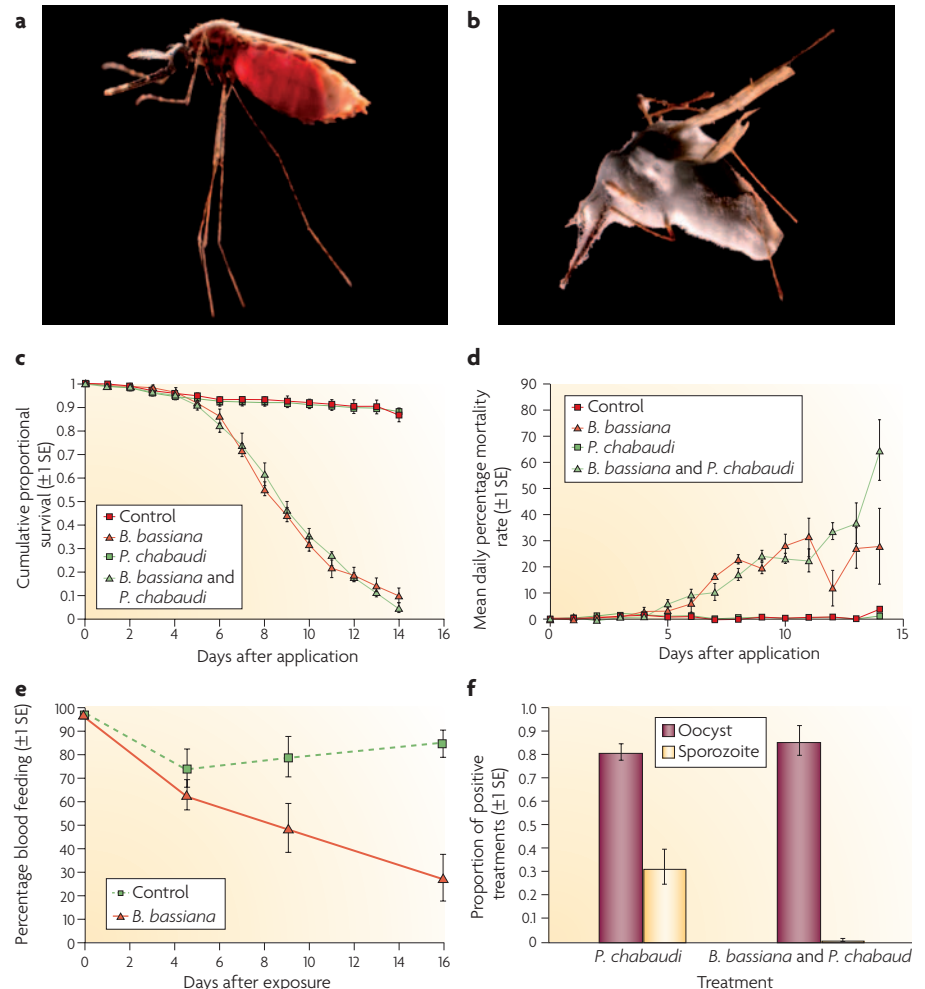 a
b
c
Cumulative proportional
survival (±1 SE)
1
0.9
0.8
0.7
0.6
0.5
0.4
0.3
0.2
0.1
0
Control
B. bassiana
P. chabaudi
B. bassiana and
P. chabaudi
0 2 4 6 8 10 12 14 16
Days after application
d
Mean daily percentage mortality
rate (±1 SE)
90
80
70
60
50
40
30
20
10
0
Control
B. bassiana
P. chabaudi
B. bassiana and P. chabaudi
0 5 10 15
Days after application
e
Percentage blood feeding (±1 SE)
100
90
80
70
60
50
40
30
20
10
0
Control
B. bassiana
0 2 4 6 8 10 12 14 16
Days after exposure
f
Proportion of positive
treatments (±1 SE)
1.0
0.9
0.8
0.7
0.6
0.5
0.4
0.3
0.2
0.1
0
Oocyst
Sporozoite
P. chabaudi
B. bassiana and P. chabaud
Treatment